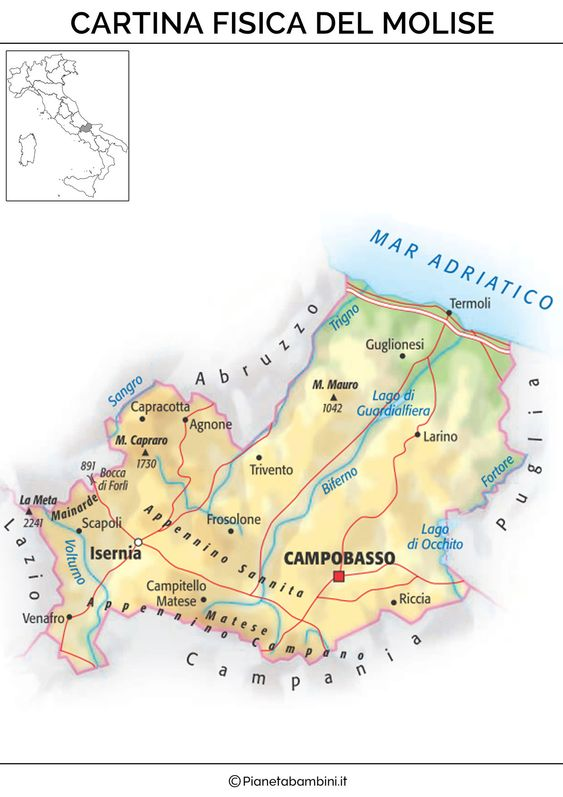 CARTINA FISICA DEL MOLISE
MAR ADRIATICO
Termoli
Trigno
Abruzzo
Guglionesi
Sangro
M. Mauro
1042
Lago di
Guardialfiera
Puglia
Capracotta
Agnone
Larino
M. Capraro
1730
891
Bocca
di Forlì
Trivento
Biferno
Fortore
La Meta
2241
Mainarde
Scapoli
Appennino Sannita
Frosolone
Lago
di Occhito
Lazio
Volturno
Isernia
CAMPOBASSO
Campitello
Matese
Riccia
Venafro
Matese
Appennino Campano
Campania
©Pianetabambini.it